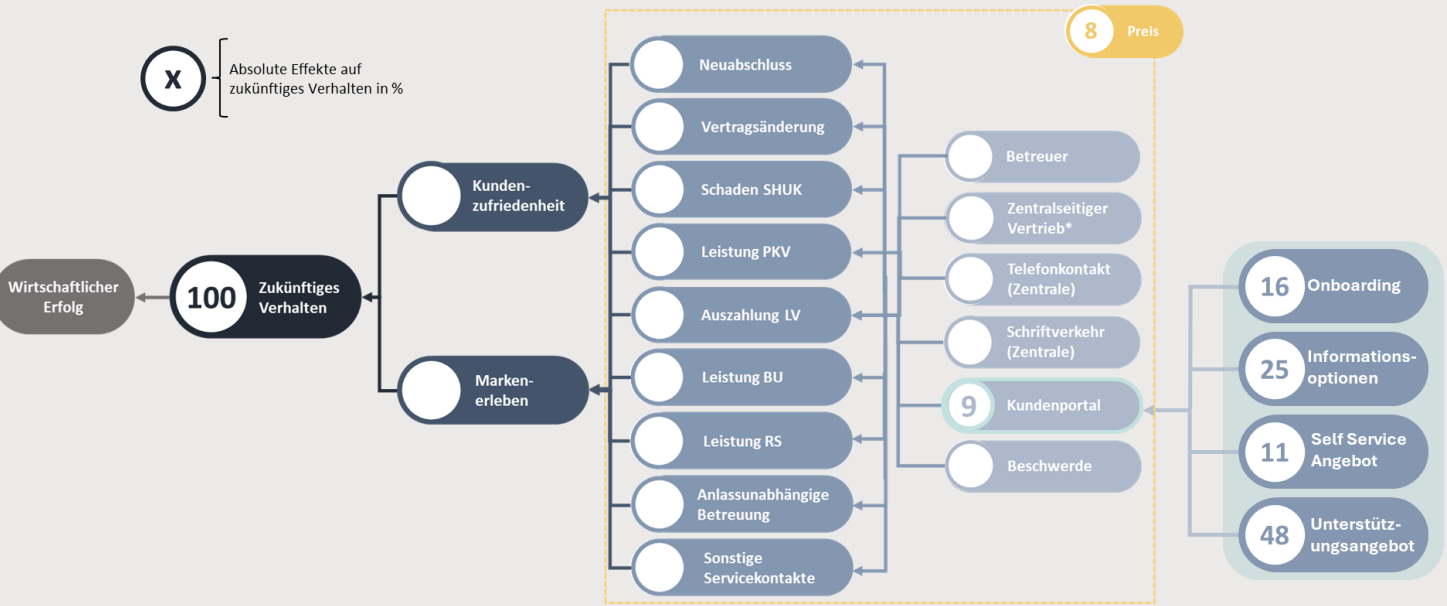 8 Preis
X
Absolute Effekte auf
zukünftiges Verhalten in %
Wirtschaftlicher
Erfolg
100
Zukünftiges
Verhalten
Kunden-
zufriedenheit
Marken-
erleben
Neuabschluss
Vertragsänderung
Schaden SHUK
Leistung PKV
Auszahlung LV
Leistung BU
Leistung RS
Anlassunabhängige
Betreuung
Sonstige
Servicekontakte
Betreuer
Zentralseitiger
Vertrieb*
Telefonkontakt
(Zentrale)
Schriftverkehr
(Zentrale)
9 Kundenportal
Beschwerde
16 Onboarding
25
Informations-
optionen
11
Self Service
Angebot
48
Unterstütz-
ungsangebot